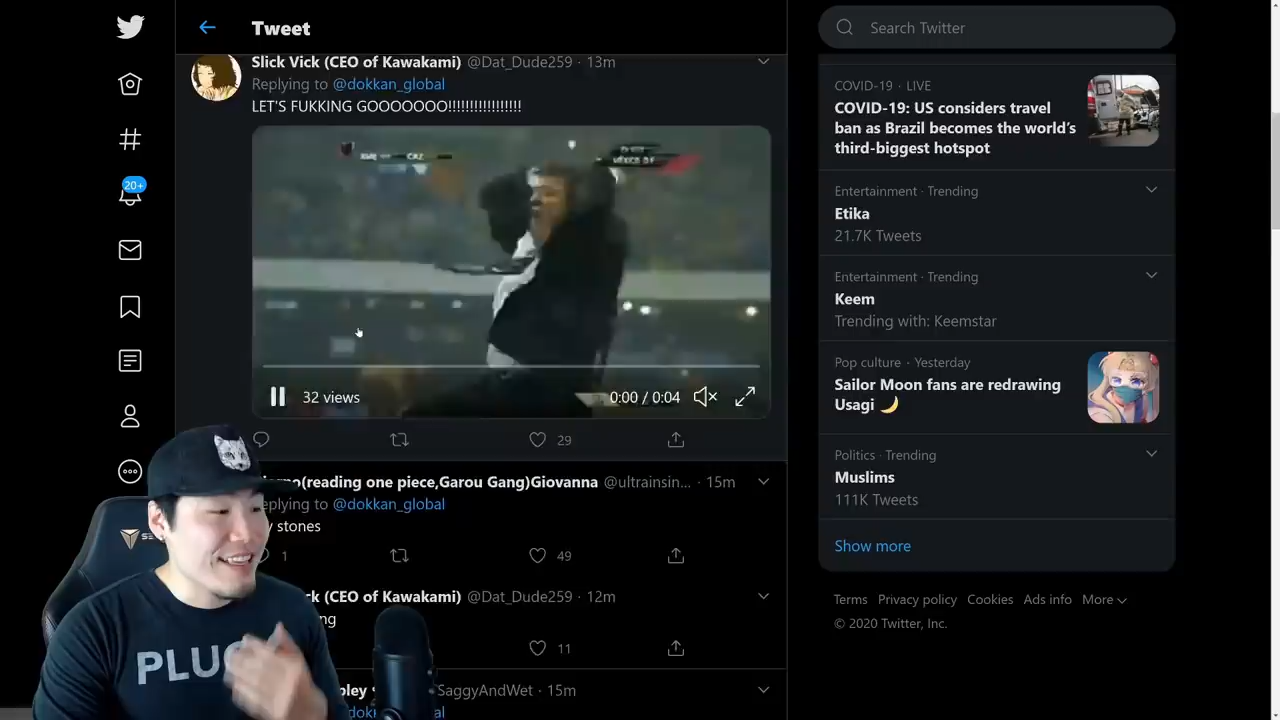 Tweet
Search Twitter
Slick Vick (CEO of Kawakami) @Dat_Dude259 · 13m
Replying to @dokkan_global
LET'S FUKKING GOOOOOOO!!!!!!!!!!!!!!!!!
32 views
0:00 / 0:04
29
(reading one piece,Garou Gang)Giovanna @ultrainsin... · 15m
eplying to @dokkan_global
stones
1
49
ck (CEO of Kawakami) @Dat_Dude259 · 12m
ng
11
SaggyAndWet · 15m
20+
PLU
COVID-19 · LIVE
COVID-19: US considers travel
ban as Brazil becomes the world's
third-biggest hotspot
Entertainment · Trending
Etika
21.7K Tweets
Entertainment · Trending
Keem
Trending with: Keemstar
Pop culture · Yesterday
Sailor Moon fans are redrawing
Usagi 🌙
Politics · Trending
Muslims
111K Tweets
Show more
Terms Privacy policy Cookies Ads info More
© 2020 Twitter, Inc.